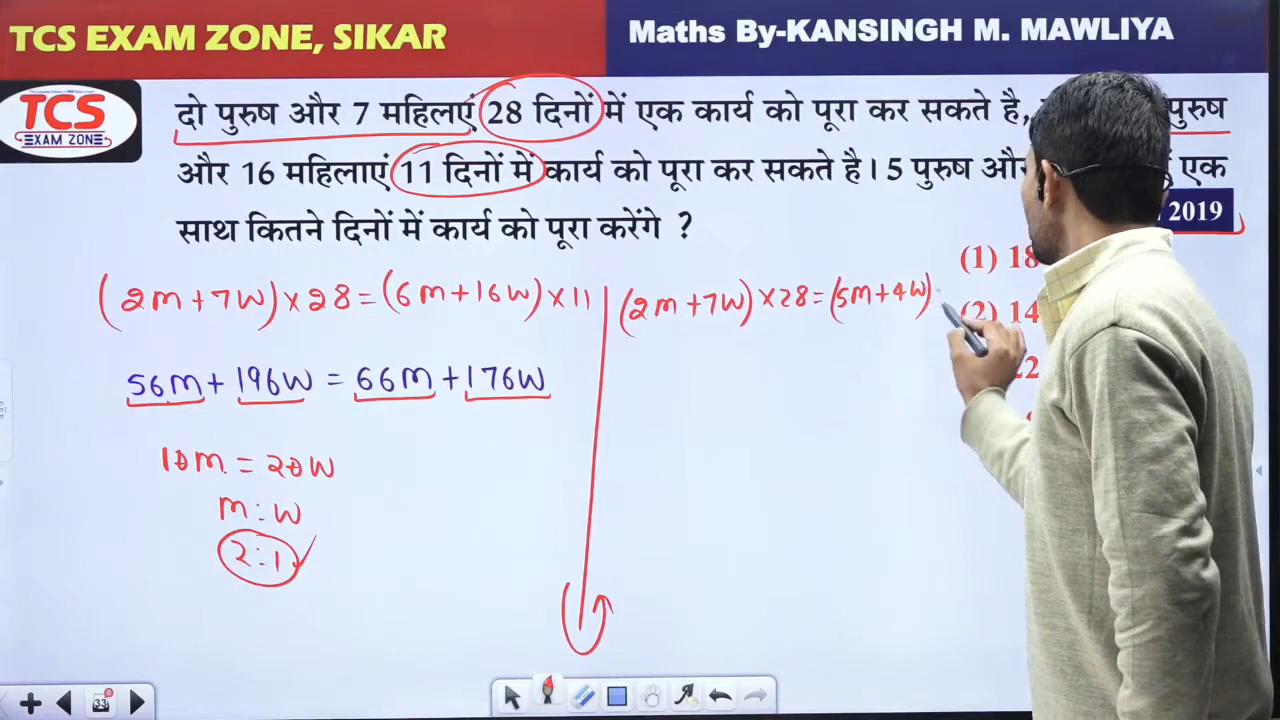 TCS EXAM ZONE, SIKAR
Maths By-KANSINGH M. MAWLIYA
TCS
EXAM ZONE
दो पुरुष और 7 महिलाएं 28 दिनों में एक कार्य को पूरा कर सकते है, पुरुष
और 16 महिलाएं 11 दिनों में कार्य को पूरा कर सकते है। 5 पुरुष और एक
2019
साथ कितने दिनों में कार्य को पूरा करेंगे ?
(1) 18
(2) 14
22
(2m+7W)×28=(6m+16W)×11
(2m+7W)×28=(5m+4W)
56m+196W = 66m+176W
10m = 20W
m:W
2:1
33